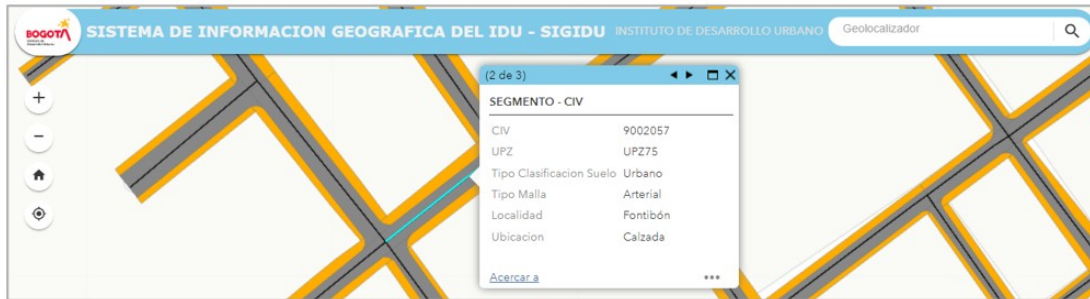 BOGOTÁ
SISTEMA DE INFORMACION GEOGRAFICA DEL IDU - SIGIDU INSTITUTO DE DESARROLLO URBANO
Geolocalizador
(2 de 3)
SEGMENTO - CIV
CIV 9002057
UPZ UPZ75
Tipo Clasificacion Suelo Urbano
Tipo Malla Arterial
Localidad Fontibón
Ubicacion Calzada
Acercar a